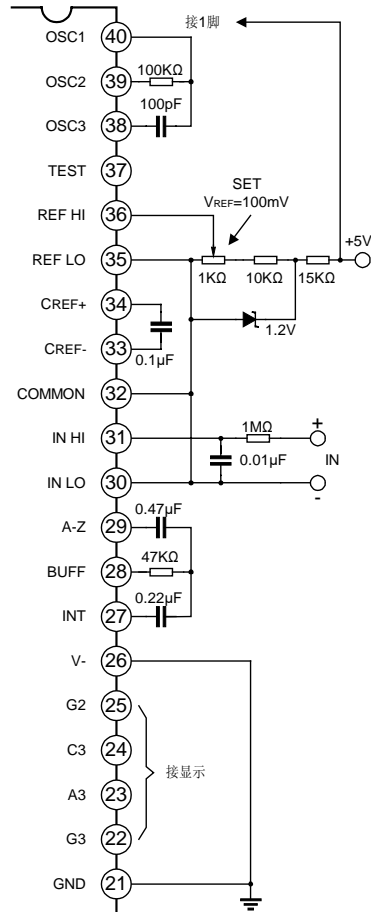 接1脚
OSC1 40
OSC2 39 100KΩ
100pF
OSC3 38
TEST 37
SET
VREF=100mV
REF HI 36
+5V
REF LO 35
1KΩ 10KΩ 15KΩ
CREF+ 34
1.2V
CREF- 33 0.1µF
COMMON 32
IN HI 31 1MΩ +
0.01µF IN
IN LO 30 -
0.47µF
A-Z 29
BUFF 28 47KΩ
0.22µF
INT 27
V- 26
G2 25
C3 24
接显示
A3 23
G3 22
GND 21